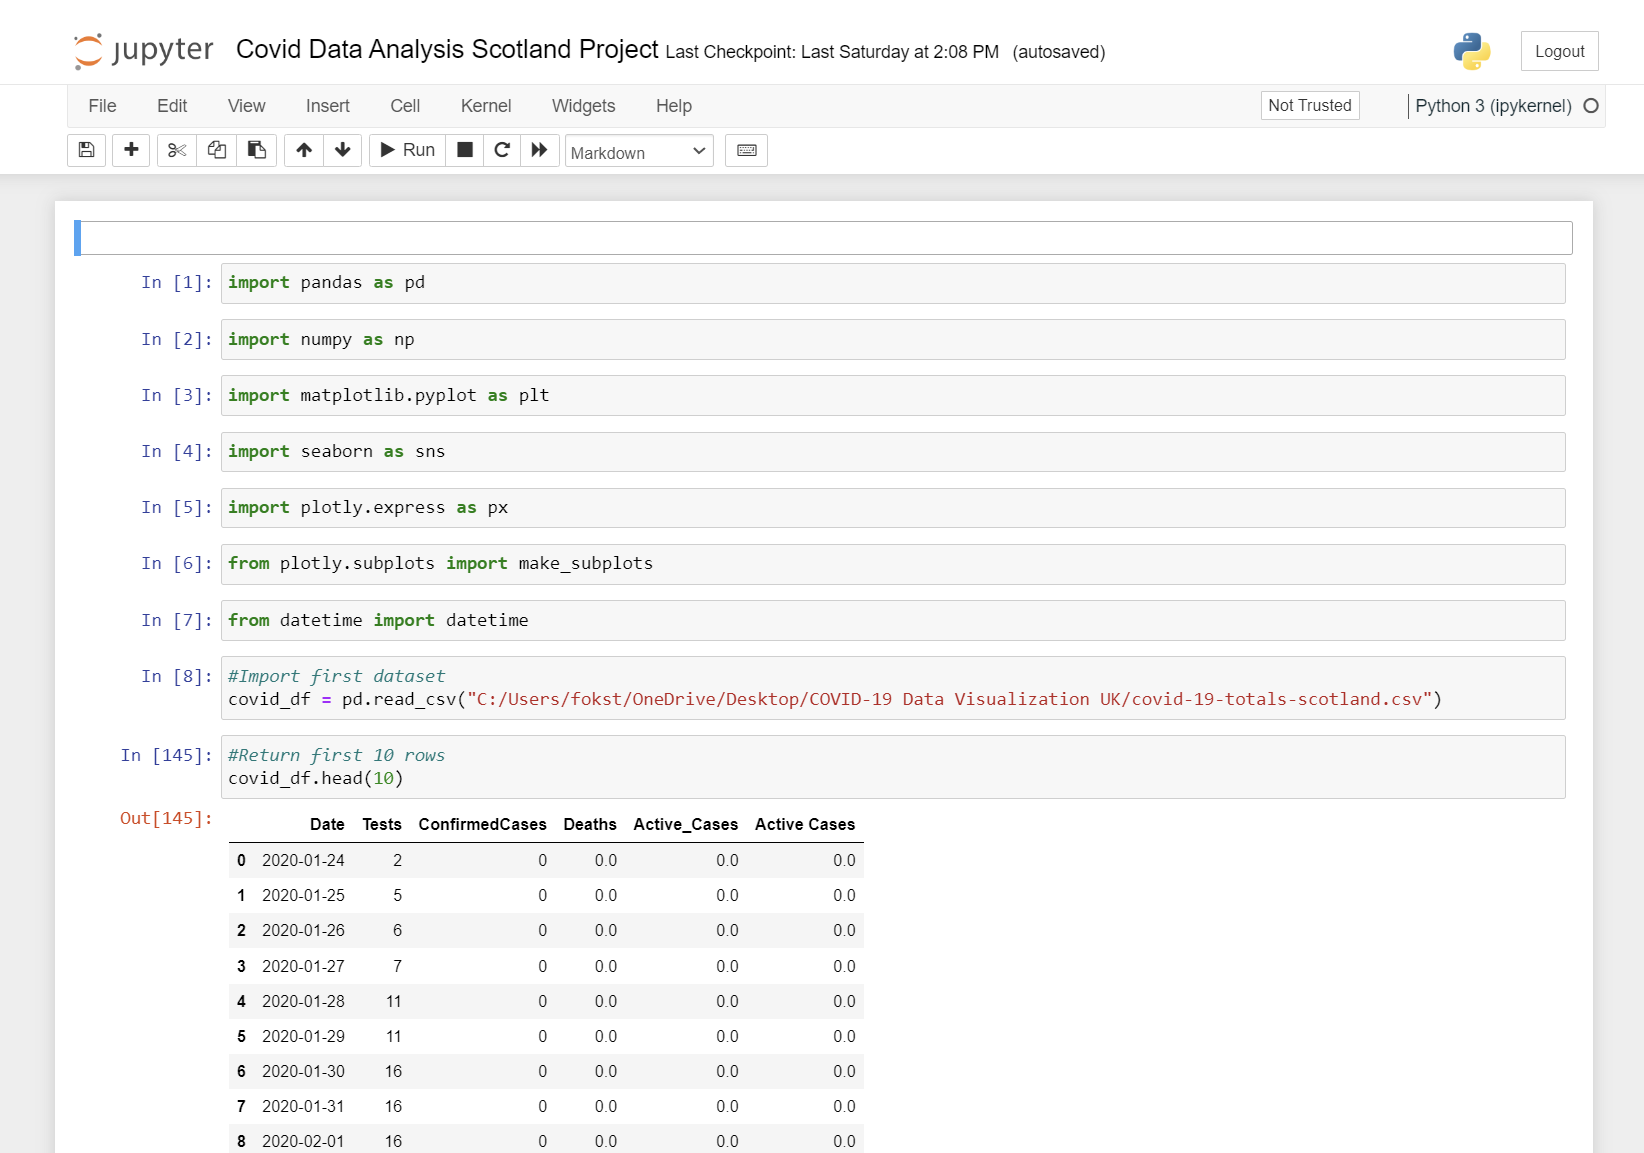 jupyter Covid Data Analysis Scotland Project Last Checkpoint: Last Saturday at 2:08 PM (autosaved) Logout
File Edit View Insert Cell Kernel Widgets Help Not Trusted Python 3 (ipykernel)
Run Markdown
In [1]: import pandas as pd
In [2]: import numpy as np
In [3]: import matplotlib.pyplot as plt
In [4]: import seaborn as sns
In [5]: import plotly.express as px
In [6]: from plotly.subplots import make_subplots
In [7]: from datetime import datetime
In [8]: #Import first dataset
covid_df = pd.read_csv("C:/Users/fokst/OneDrive/Desktop/COVID-19 Data Visualization UK/covid-19-totals-scotland.csv")
In [145]: #Return first 10 rows
covid_df.head(10)
Out[145]:
Date Tests ConfirmedCases Deaths Active_Cases Active Cases
0 2020-01-24 2 0 0.0 0.0 0.0
1 2020-01-25 5 0 0.0 0.0 0.0
2 2020-01-26 6 0 0.0 0.0 0.0
3 2020-01-27 7 0 0.0 0.0 0.0
4 2020-01-28 11 0 0.0 0.0 0.0
5 2020-01-29 11 0 0.0 0.0 0.0
6 2020-01-30 16 0 0.0 0.0 0.0
7 2020-01-31 16 0 0.0 0.0 0.0
8 2020-02-01 16 0 0.0 0.0 0.0